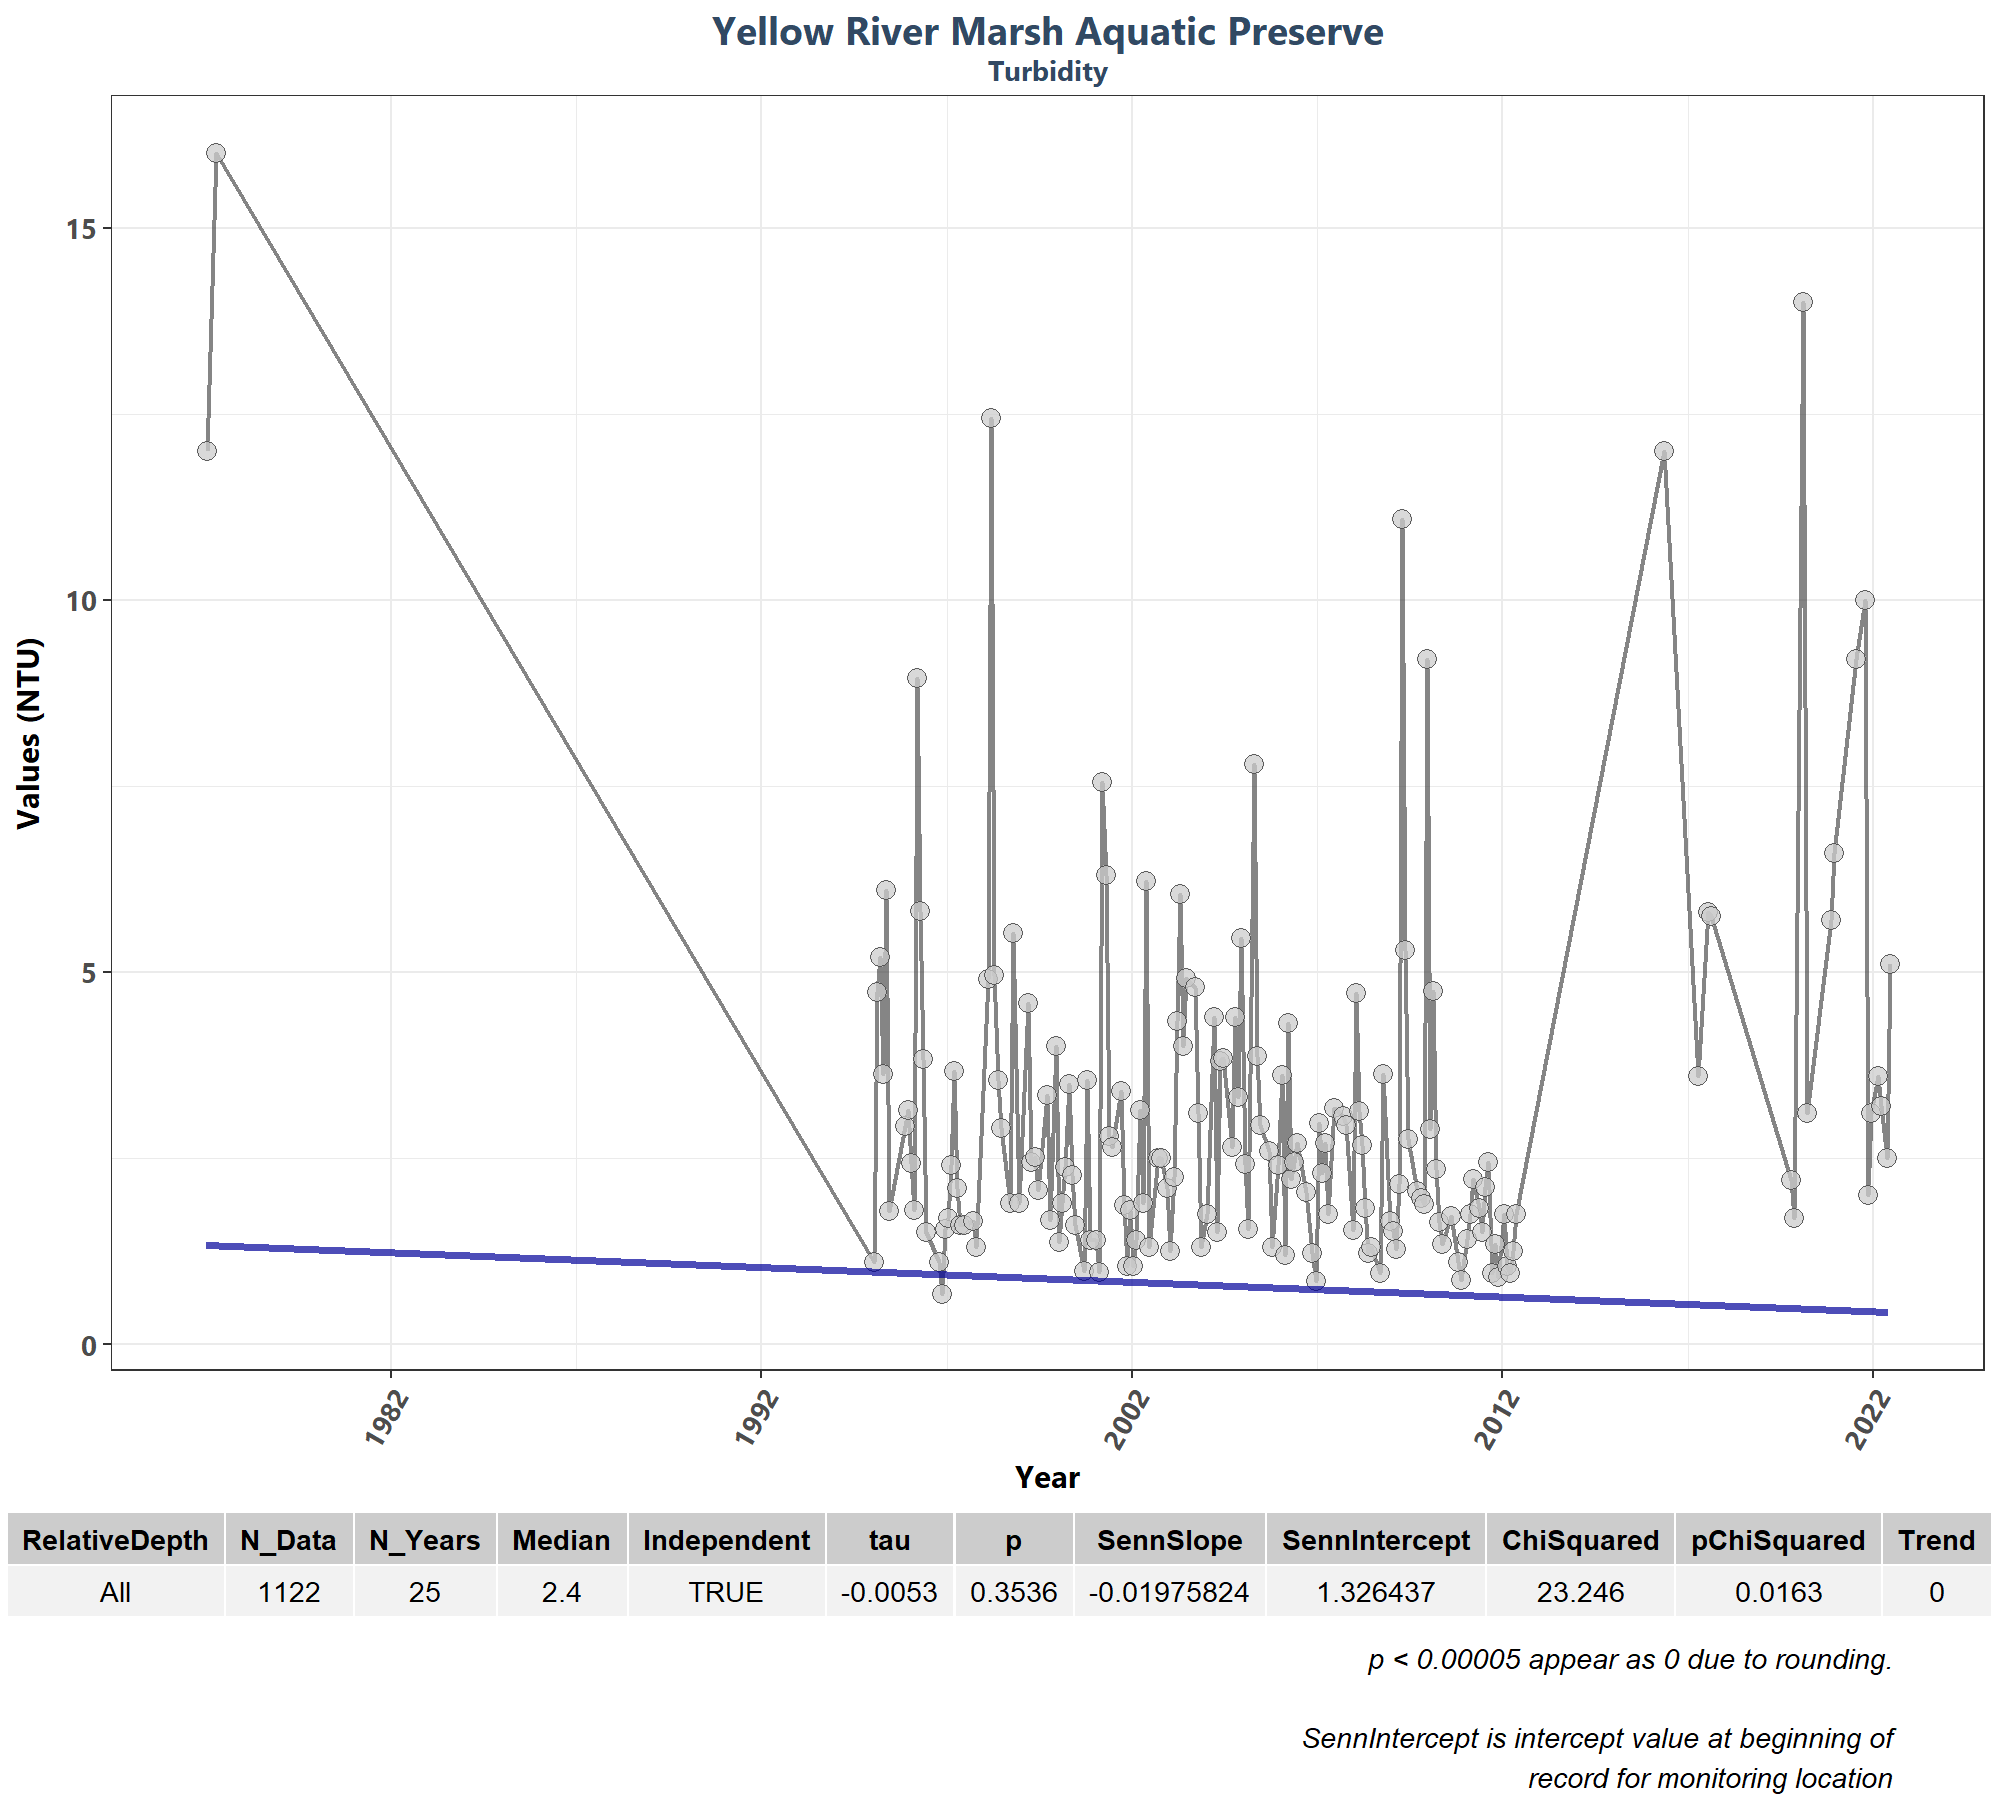 Yellow River Marsh Aquatic Preserve
Turbidity
Values (NTU)
15
10
5
0
1982 1992 2002 2012 2022
Year
RelativeDepth N_Data N_Years Median Independent tau p SennSlope SennIntercept ChiSquared pChiSquared Trend
All 1122 25 2.4 TRUE -0.0053 0.3536 -0.01975824 1.326437 23.246 0.0163 0
p < 0.00005 appear as 0 due to rounding.
SennIntercept is intercept value at beginning of
record for monitoring location